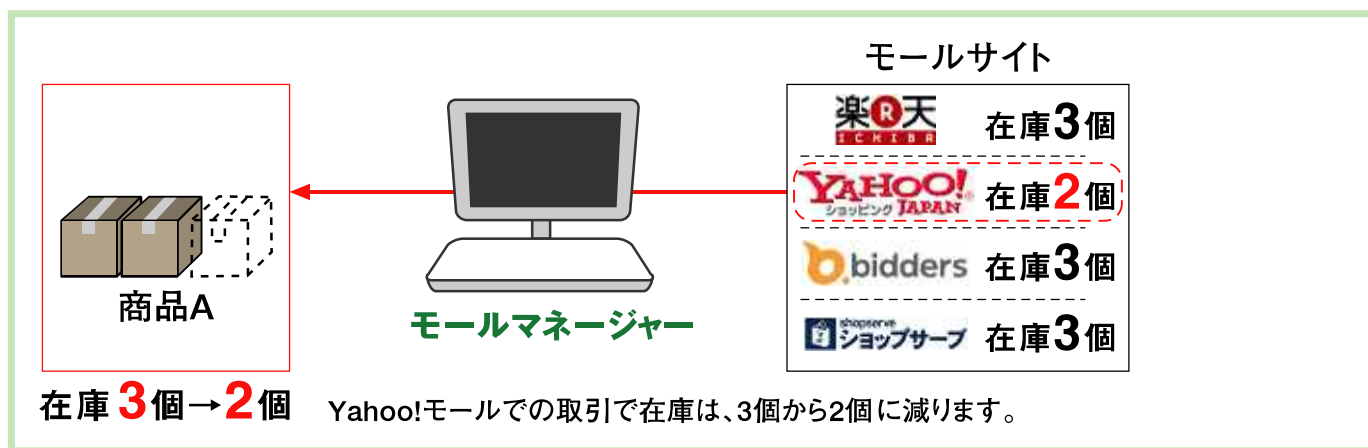 モールサイト
楽R天
ICHIBA
在庫3個
YAHOO!
ショッピング JAPAN
在庫2個
bidders
在庫3個
shopserve
ショップサーブ
在庫3個
商品A
モールマネージャー
在庫3個→2個
Yahoo!モールでの取引で在庫は、3個から2個に減ります。